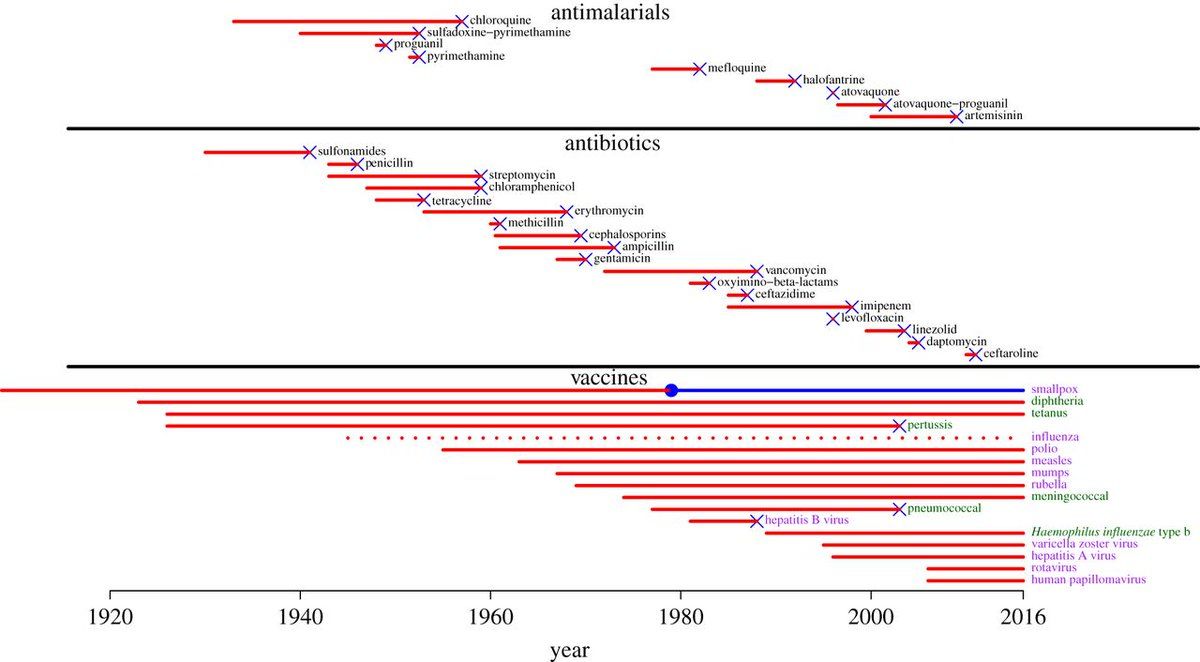 antimalarials
chloroquine
sulfadoxine−pyrimethamine
proguanil
pyrimethamine
mefloquine
halofantrine
atovaquone
atovaquone−proguanil
artemisinin
antibiotics
sulfonamides
penicillin
streptomycin
chloramphenicol
tetracycline
erythromycin
methicillin
cephalosporins
ampicillin
gentamicin
vancomycin
oxyimino−beta-lactams
ceftazidime
imipenem
levofloxacin
linezolid
daptomycin
ceftaroline
vaccines
smallpox
diphtheria
tetanus
pertussis
influenza
polio
measles
mumps
rubella
meningococcal
pneumococcal
hepatitis B virus
Haemophilus influenzae type b
varicella zoster virus
hepatitis A virus
rotavirus
human papillomavirus
1920 1940 1960 1980 2000 2016
year